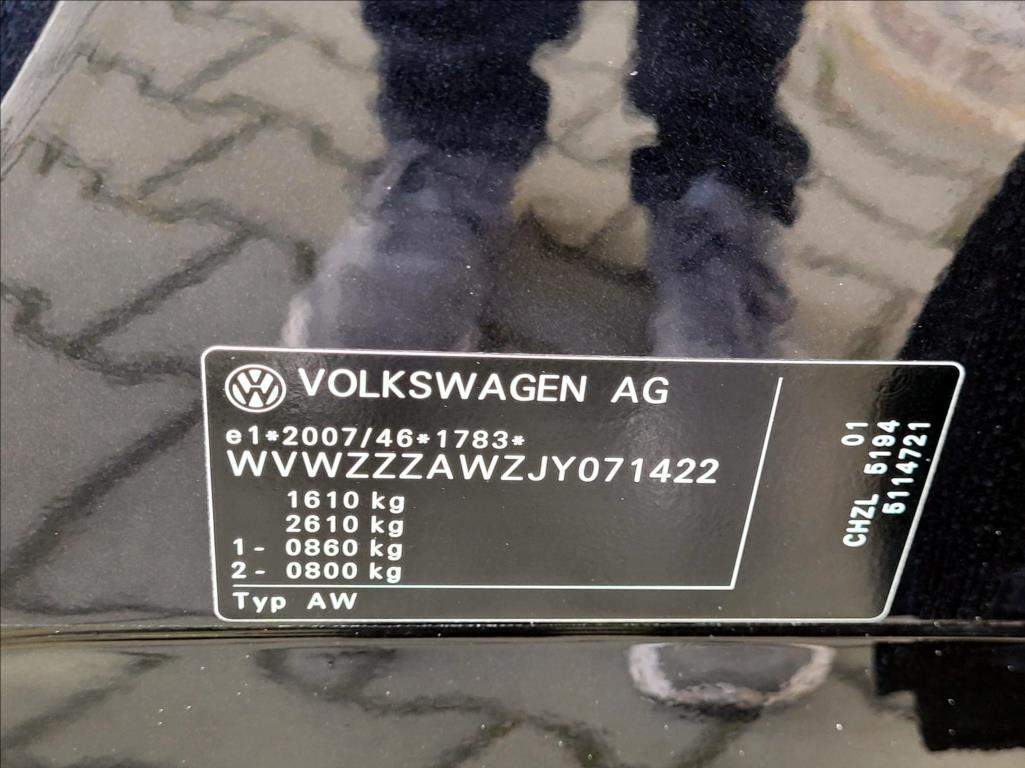 VOLKSWAGEN AG
e1*2007/46*1783*
WVWZZZAWZJY071422
1610 kg
2610 kg
1- 0860 kg
2- 0800 kg
Typ AW
01
CHZL 5194
5114721